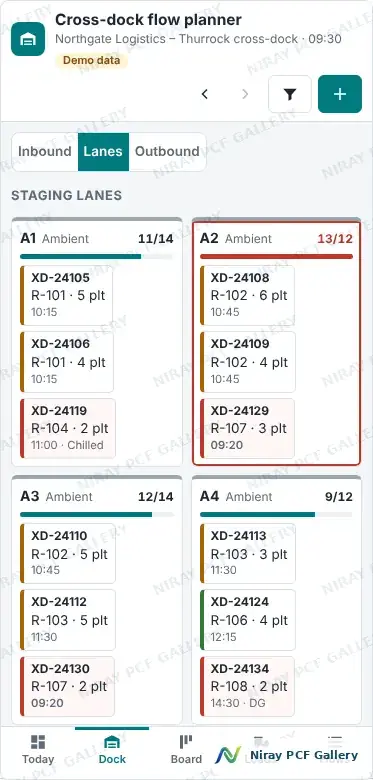 Cross-dock flow planner
Northgate Logistics – Thurrock cross-dock · 09:30
Demo data
Inbound Lanes Outbound
STAGING LANES
A1 Ambient 11/14
XD-24105
R-101 · 5 plt
10:15
XD-24106
R-101 · 4 plt
10:15
XD-24119
R-104 · 2 plt
11:00 · Chilled
A2 Ambient 13/12
XD-24108
R-102 · 6 plt
10:45
XD-24109
R-102 · 4 plt
10:45
XD-24129
R-107 · 3 plt
09:20
A3 Ambient 12/14
XD-24110
R-102 · 5 plt
10:45
XD-24112
R-103 · 5 plt
11:30
XD-24130
R-107 · 2 plt
09:20
A4 Ambient 9/12
XD-24113
R-103 · 3 plt
11:30
XD-24124
R-106 · 4 plt
12:15
XD-24134
R-108 · 2 plt
14:30 · DG
Today Dock Board
Niray PCF Gallery
NIRAY PCF GALLERY